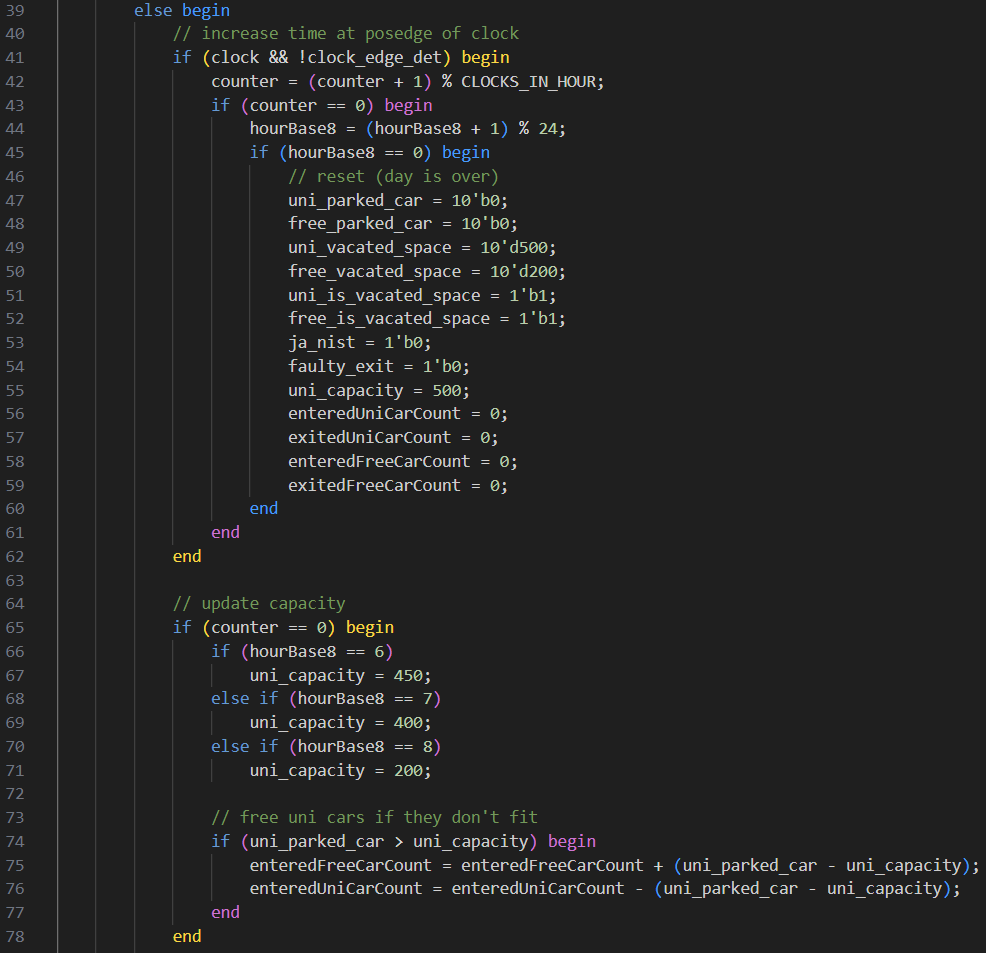 39 else begin
40 // increase time at posedge of clock
41 if (clock && !clock_edge_det) begin
42 counter = (counter + 1) % CLOCKS_IN_HOUR;
43 if (counter == 0) begin
44 hourBase8 = (hourBase8 + 1) % 24;
45 if (hourBase8 == 0) begin
46 // reset (day is over)
47 uni_parked_car = 10'b0;
48 free_parked_car = 10'b0;
49 uni_vacated_space = 10'd500;
50 free_vacated_space = 10'd200;
51 uni_is_vacated_space = 1'b1;
52 free_is_vacated_space = 1'b1;
53 ja_nist = 1'b0;
54 faulty_exit = 1'b0;
55 uni_capacity = 500;
56 enteredUniCarCount = 0;
57 exitedUniCarCount = 0;
58 enteredFreeCarCount = 0;
59 exitedFreeCarCount = 0;
60 end
61 end
62 end
63
64 // update capacity
65 if (counter == 0) begin
66 if (hourBase8 == 6)
67 uni_capacity = 450;
68 else if (hourBase8 == 7)
69 uni_capacity = 400;
70 else if (hourBase8 == 8)
71 uni_capacity = 200;
72
73 // free uni cars if they don't fit
74 if (uni_parked_car > uni_capacity) begin
75 enteredFreeCarCount = enteredFreeCarCount + (uni_parked_car - uni_capacity);
76 enteredUniCarCount = enteredUniCarCount - (uni_parked_car - uni_capacity);
77 end
78 end